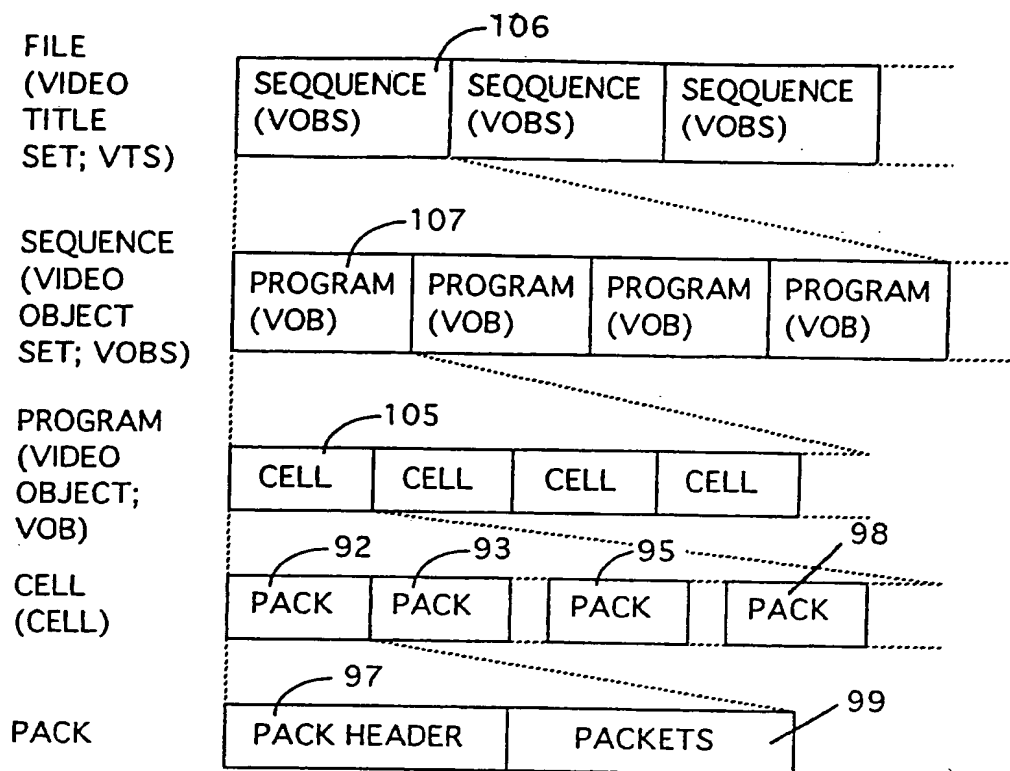 106
FILE
(VIDEO
TITLE
SET; VTS)
SEQQUENCE
(VOBS)
SEQQUENCE
(VOBS)
SEQQUENCE
(VOBS)
107
SEQUENCE
(VIDEO
OBJECT
SET; VOBS)
PROGRAM
(VOB)
PROGRAM
(VOB)
PROGRAM
(VOB)
PROGRAM
(VOB)
105
PROGRAM
(VIDEO
OBJECT;
VOB)
CELL
CELL
CELL
CELL
92
93
95
98
CELL
(CELL)
PACK
PACK
PACK
PACK
97
99
PACK
PACK HEADER
PACKETS